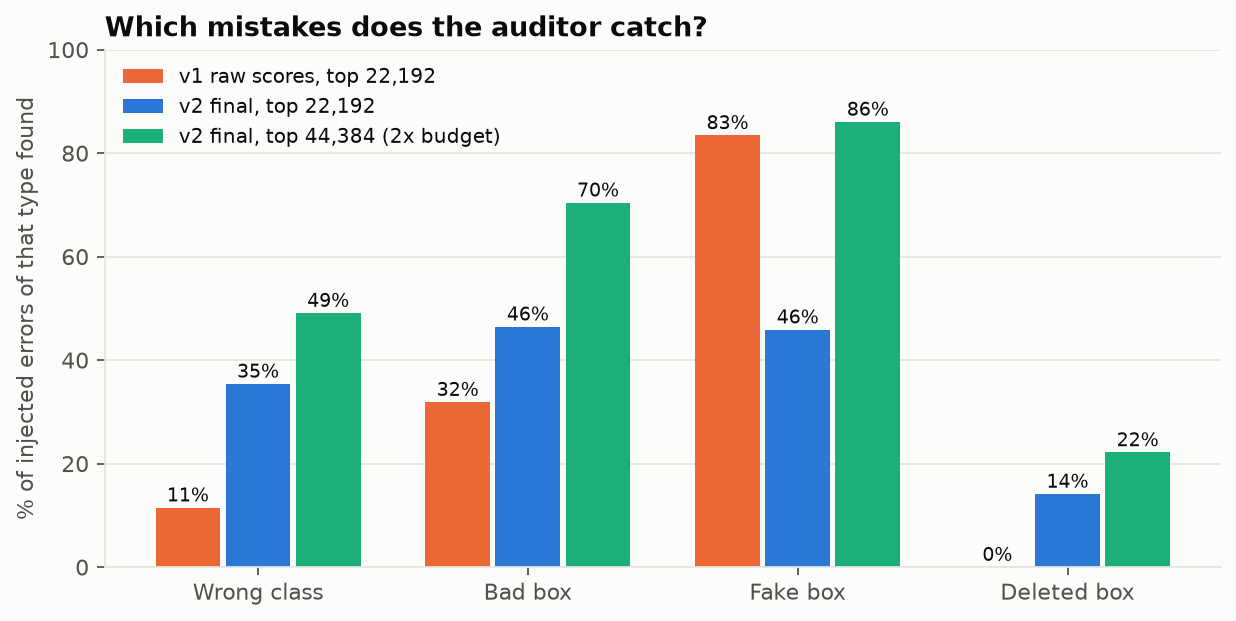 Which mistakes does the auditor catch?
% of injected errors of that type found
100
80
60
40
20
0
v1 raw scores, top 22,192
v2 final, top 22,192
v2 final, top 44,384 (2x budget)
11%
35%
49%
32%
46%
70%
83%
46%
86%
0%
14%
22%
Wrong class
Bad box
Fake box
Deleted box